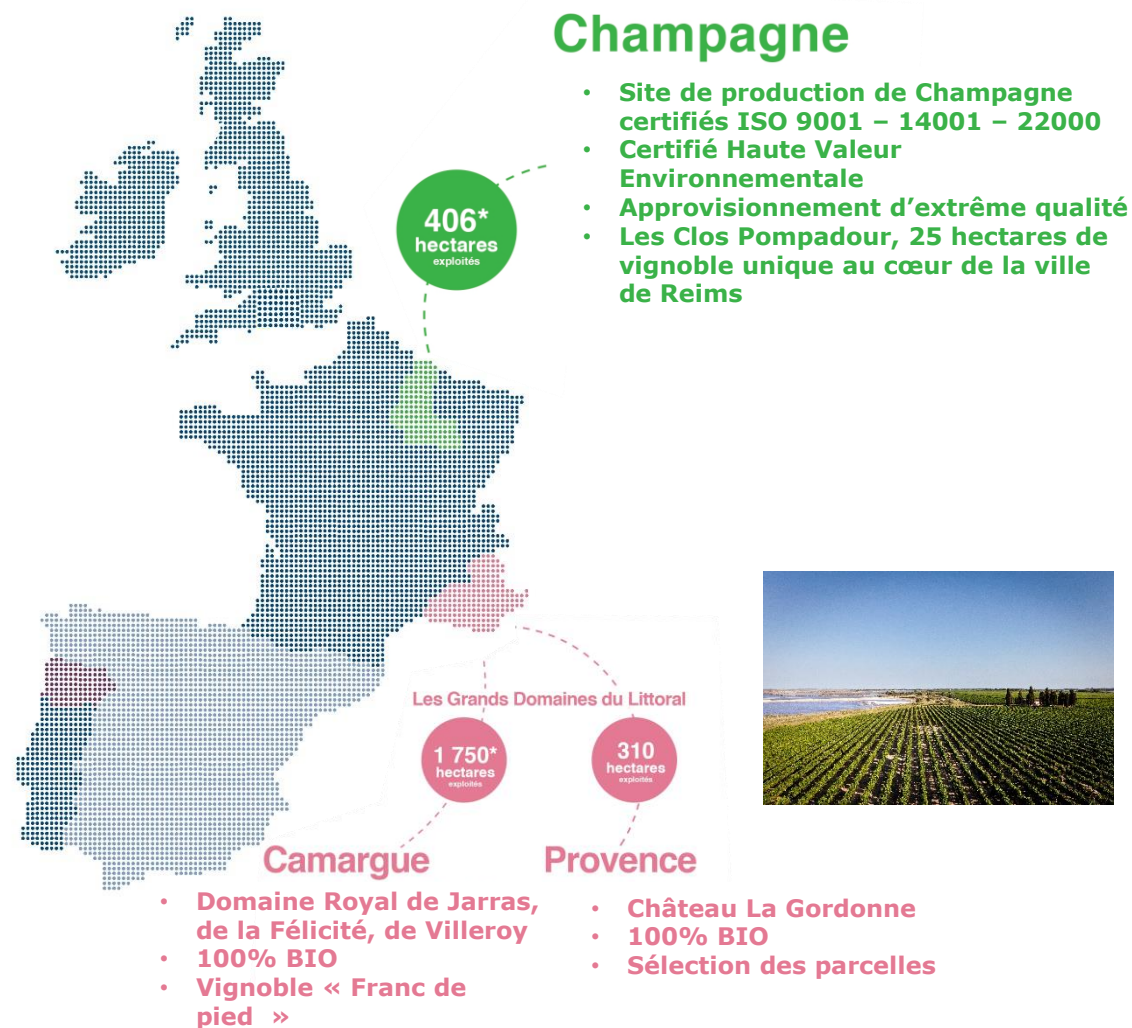 Champagne
• Site de production de Champagne
certifiés ISO 9001 – 14001 – 22000
• Certifié Haute Valeur
Environnementale
• Approvisionnement d’extrême qualité
• Les Clos Pompadour, 25 hectares de
vignoble unique au cœur de la ville
de Reims
406*
hectares
exploités
Les Grands Domaines du Littoral
1 750*
hectares
exploités
310
hectares
exploités
Camargue
• Domaine Royal de Jarras,
de la Félicité, de Villeroy
• 100% BIO
• Vignoble « Franc de
pied »
Provence
• Château La Gordonne
• 100% BIO
• Sélection des parcelles